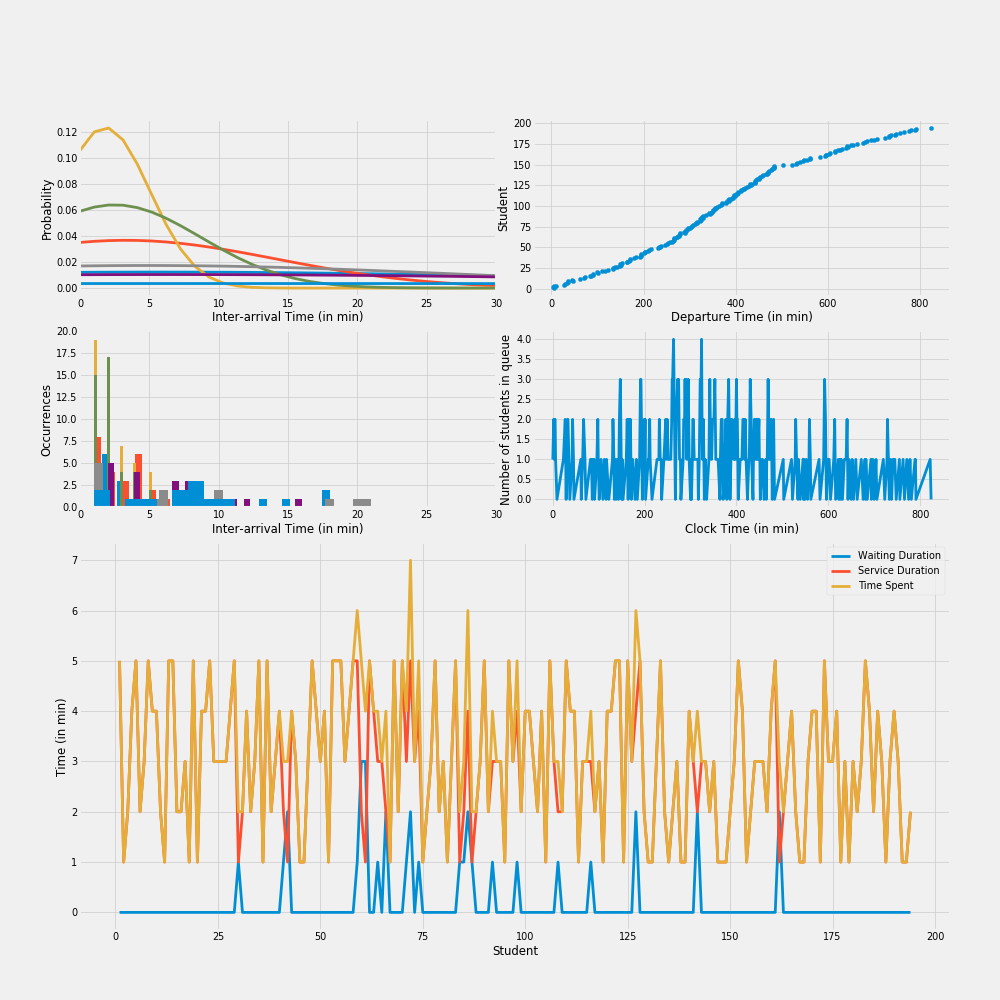 0.12
0.10
0.08
0.06
0.04
0.02
0.00
Probability
0 5 10 15 20 25 30
Inter-arrival Time (in min)
200
175
150
125
100
75
50
25
0
Student
0 200 400 600 800
Departure Time (in min)
20.0
17.5
15.0
12.5
10.0
7.5
5.0
2.5
0.0
Occurrences
0 5 10 15 20 25 30
Inter-arrival Time (in min)
4.0
3.5
3.0
2.5
2.0
1.5
1.0
0.5
0.0
Number of students in queue
0 200 400 600 800
Clock Time (in min)
Waiting Duration
Service Duration
Time Spent
7
6
5
4
3
2
1
0
Time (in min)
0 25 50 75 100 125 150 175 200
Student